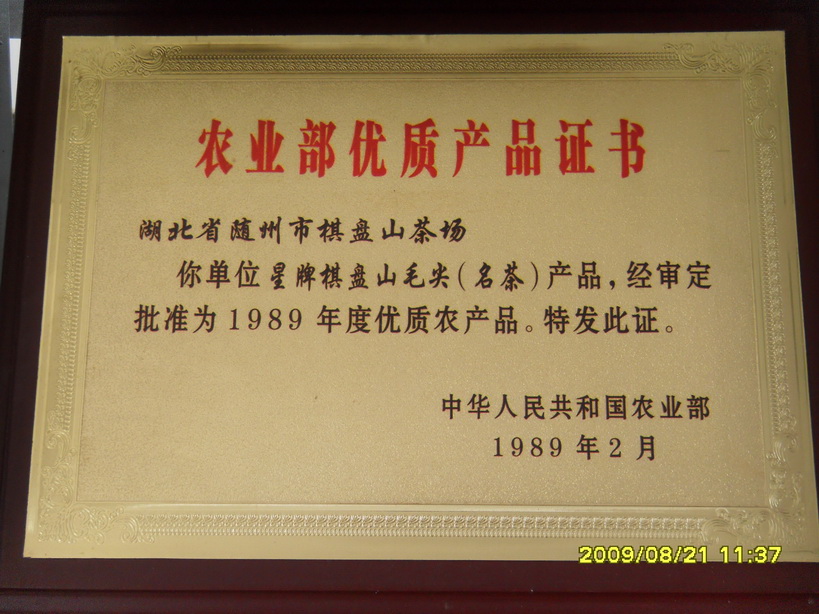 农业部优质产品证书
湖北省随州市棋盘山茶场
你单位星牌棋盘山毛尖(名茶)产品,经审定
批准为1989年度优质农产品。特发此证。
中华人民共和国农业部
1989年2月
2009/08/21 11:37